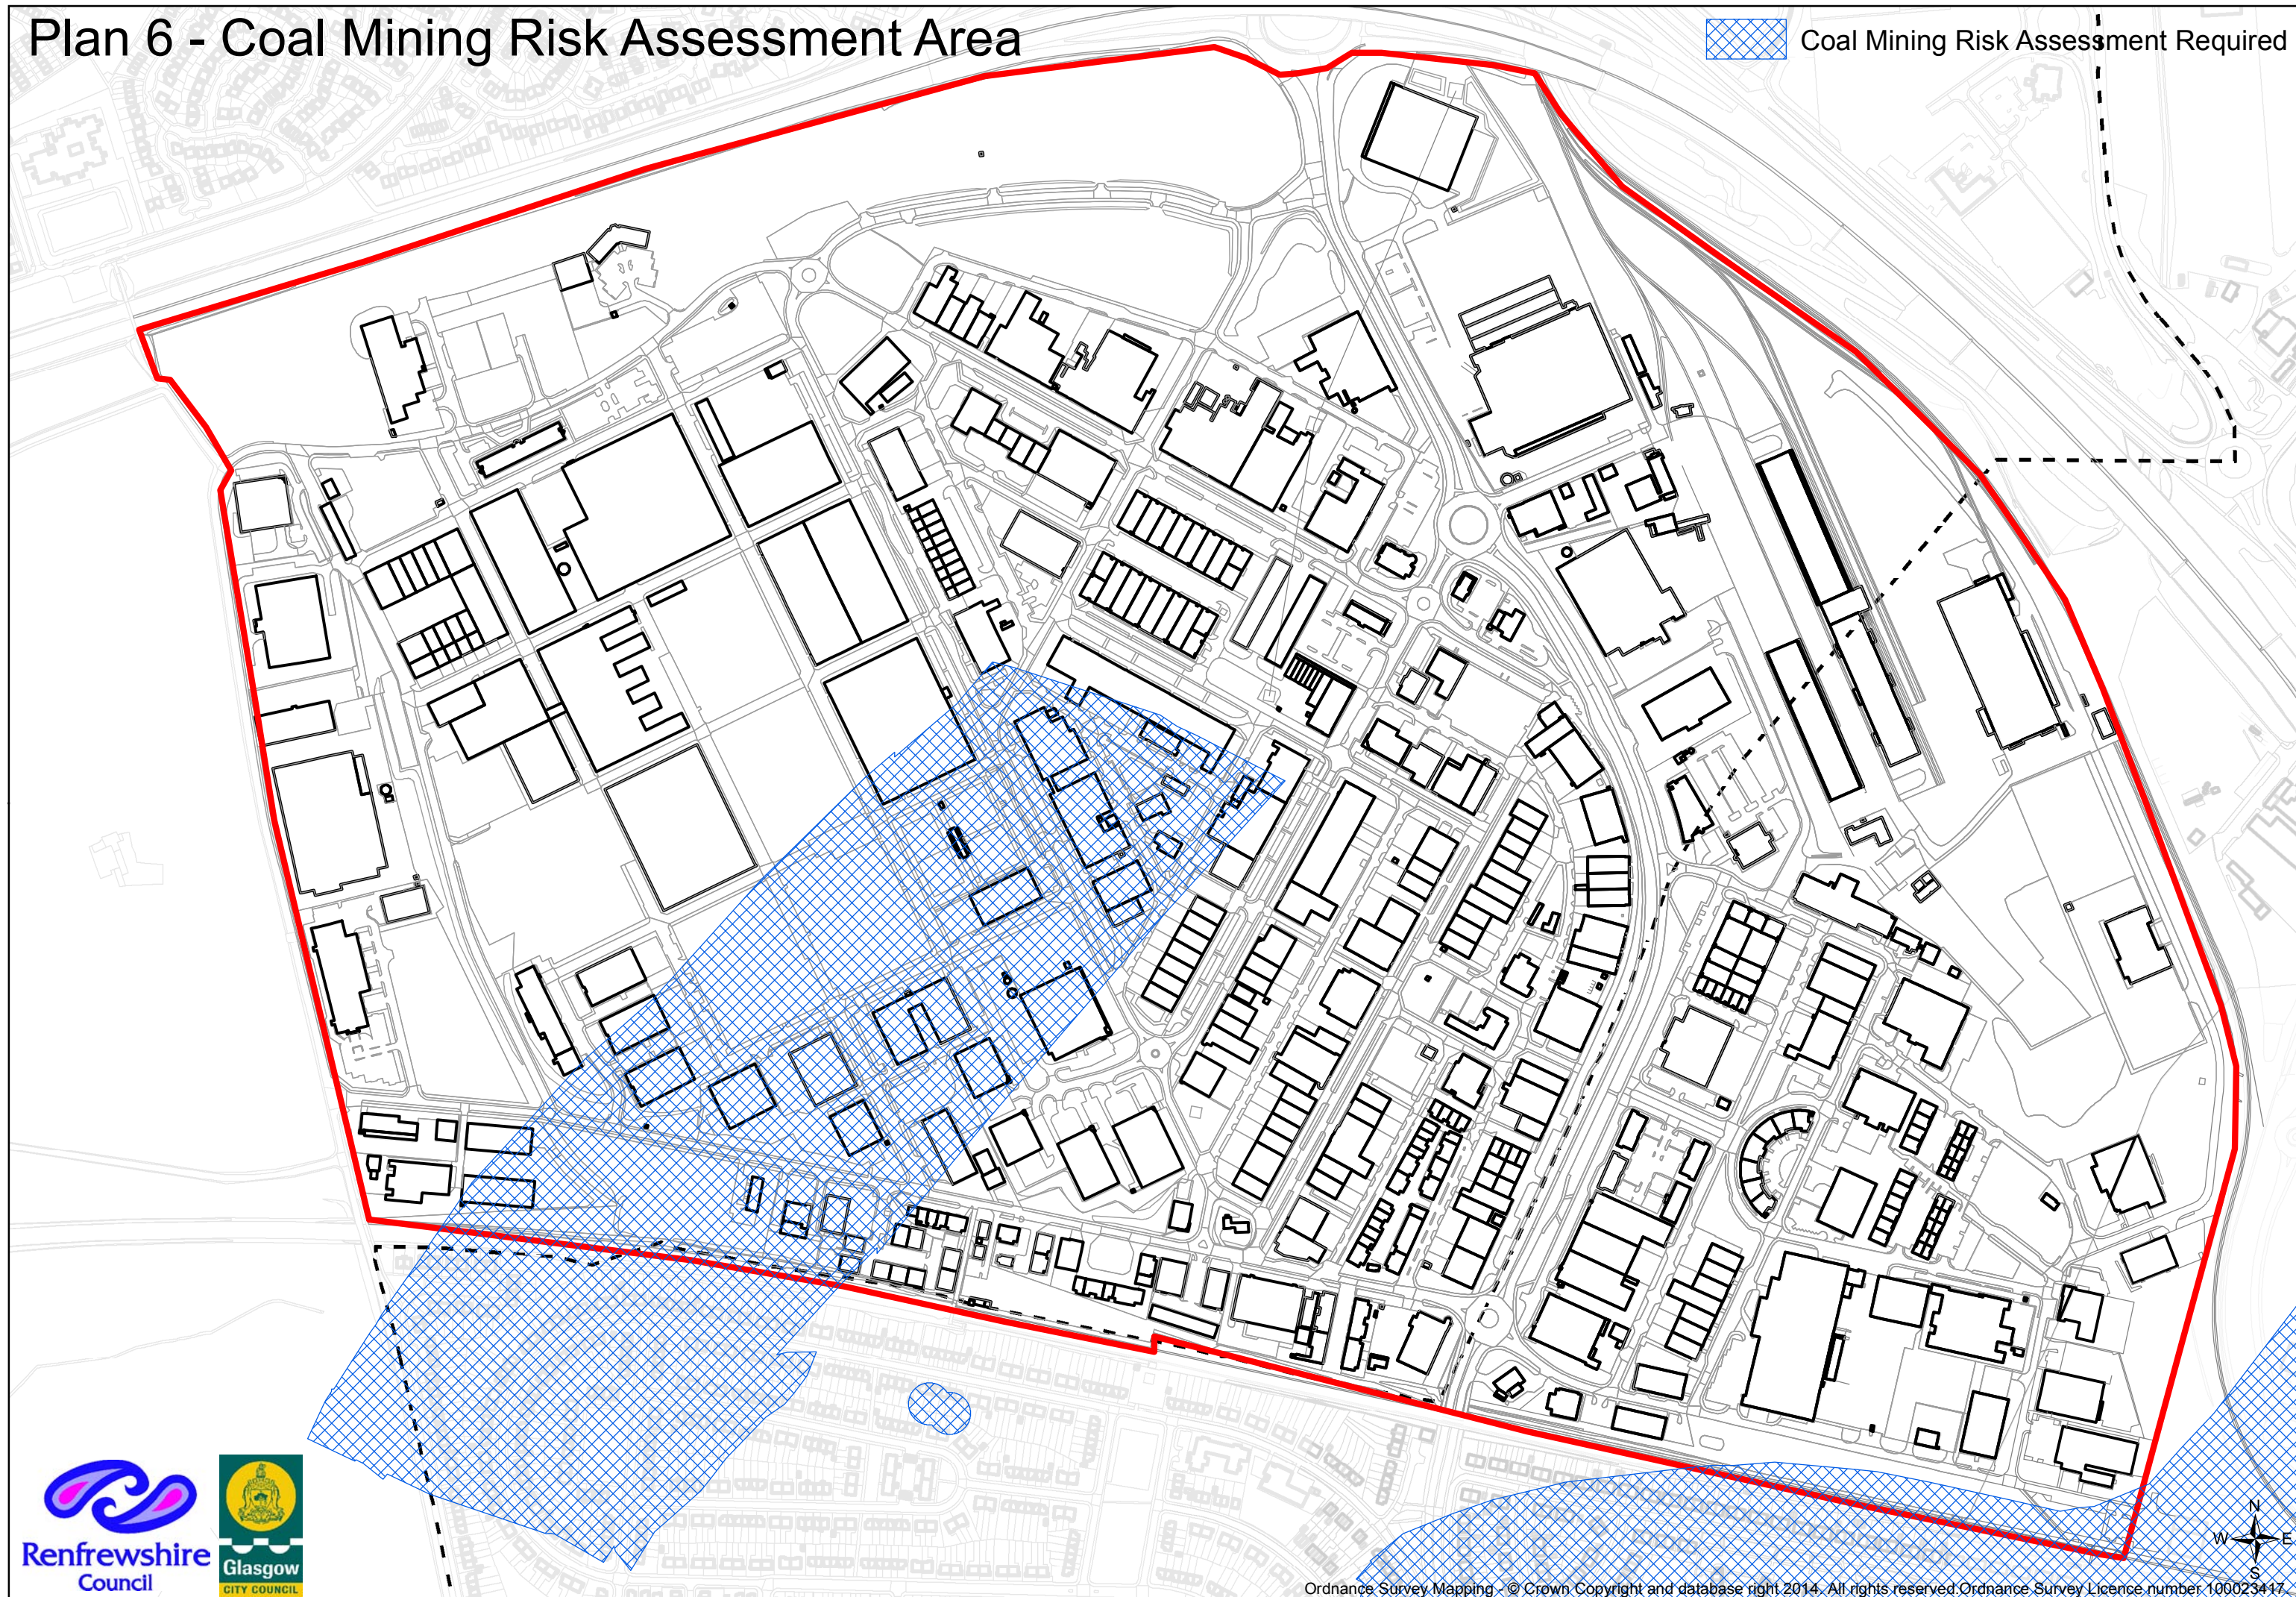 Plan 6 - Coal Mining Risk Assessment Area
Coal Mining Risk Assessment Required
Renfrewshire
Council
Glasgow
CITY COUNCIL
N
W E
S
Ordnance Survey Mapping - © Crown Copyright and database right 2014. All rights reserved.Ordnance Survey Licence number 100023417.